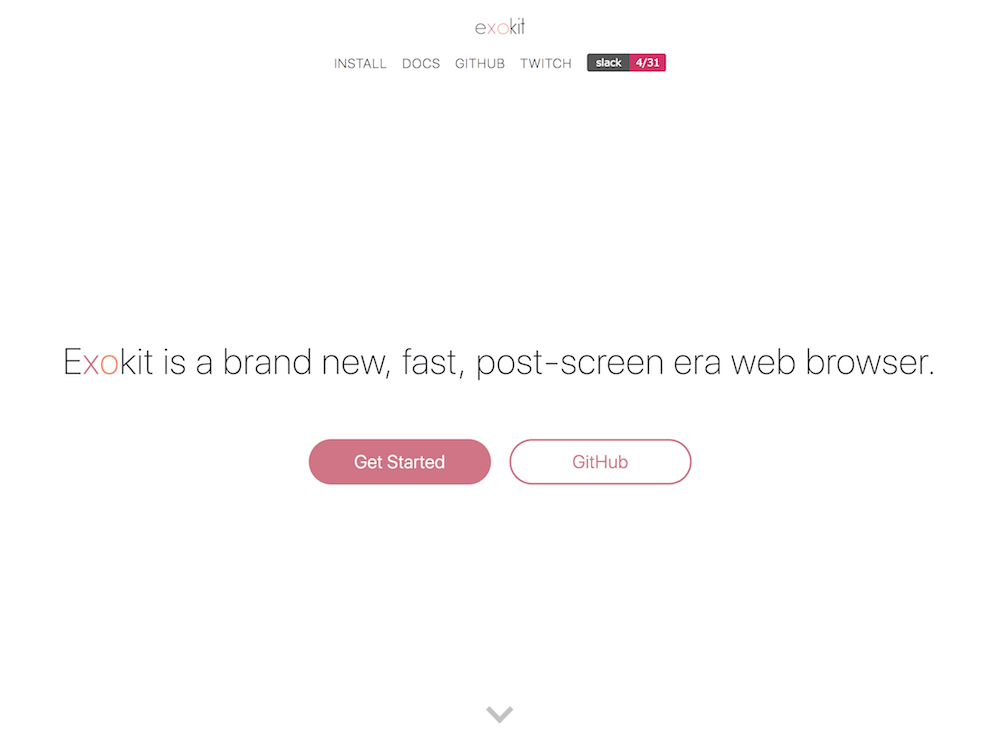 exokit
INSTALL DOCS GITHUB TWITCH slack 4/31
Exokit is a brand new, fast, post-screen era web browser.
Get Started GitHub